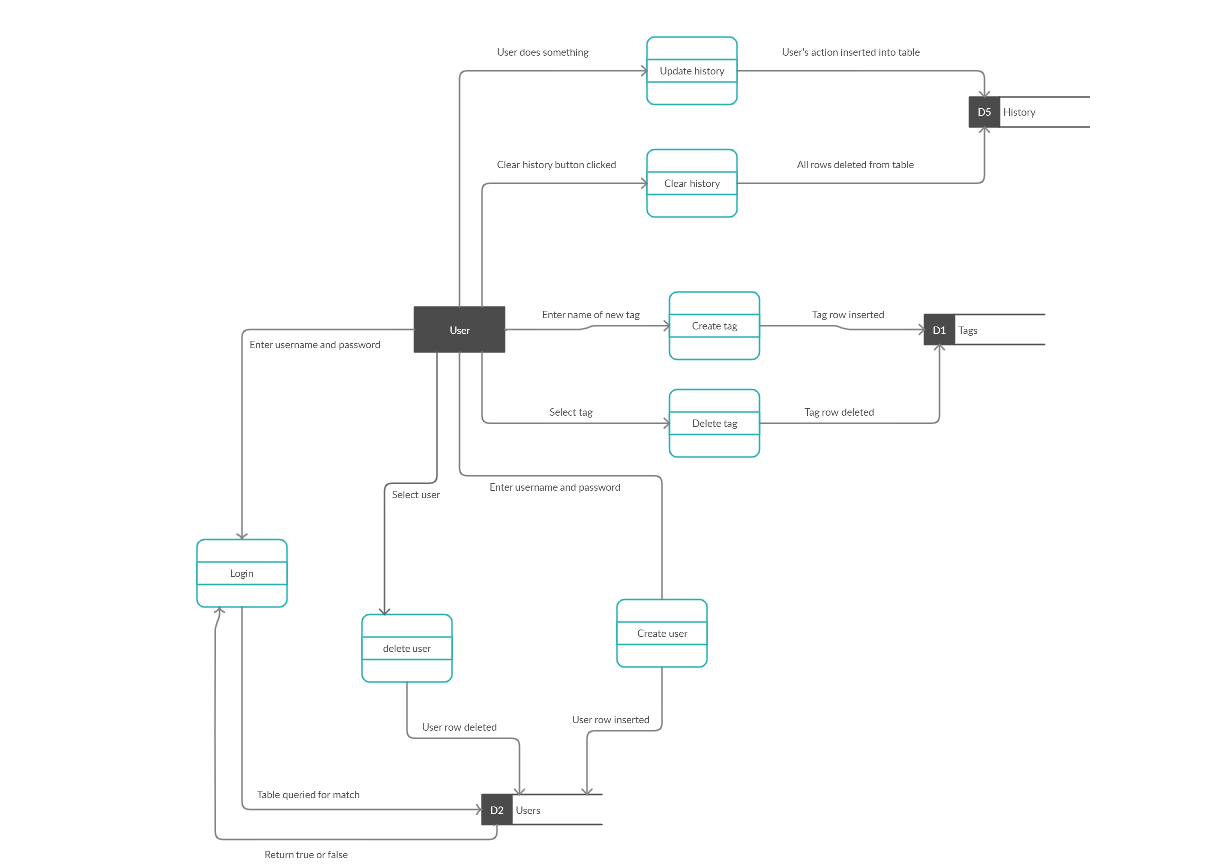 User does something
Update history
User's action inserted into table
D5
History
Clear history button clicked
Clear history
All rows deleted from table
User
Enter name of new tag
Create tag
Tag row inserted
D1
Tags
Enter username and password
Select tag
Delete tag
Tag row deleted
Select user
Enter username and password
Login
delete user
Create user
User row deleted
User row inserted
Table queried for match
D2
Users
Return true or false